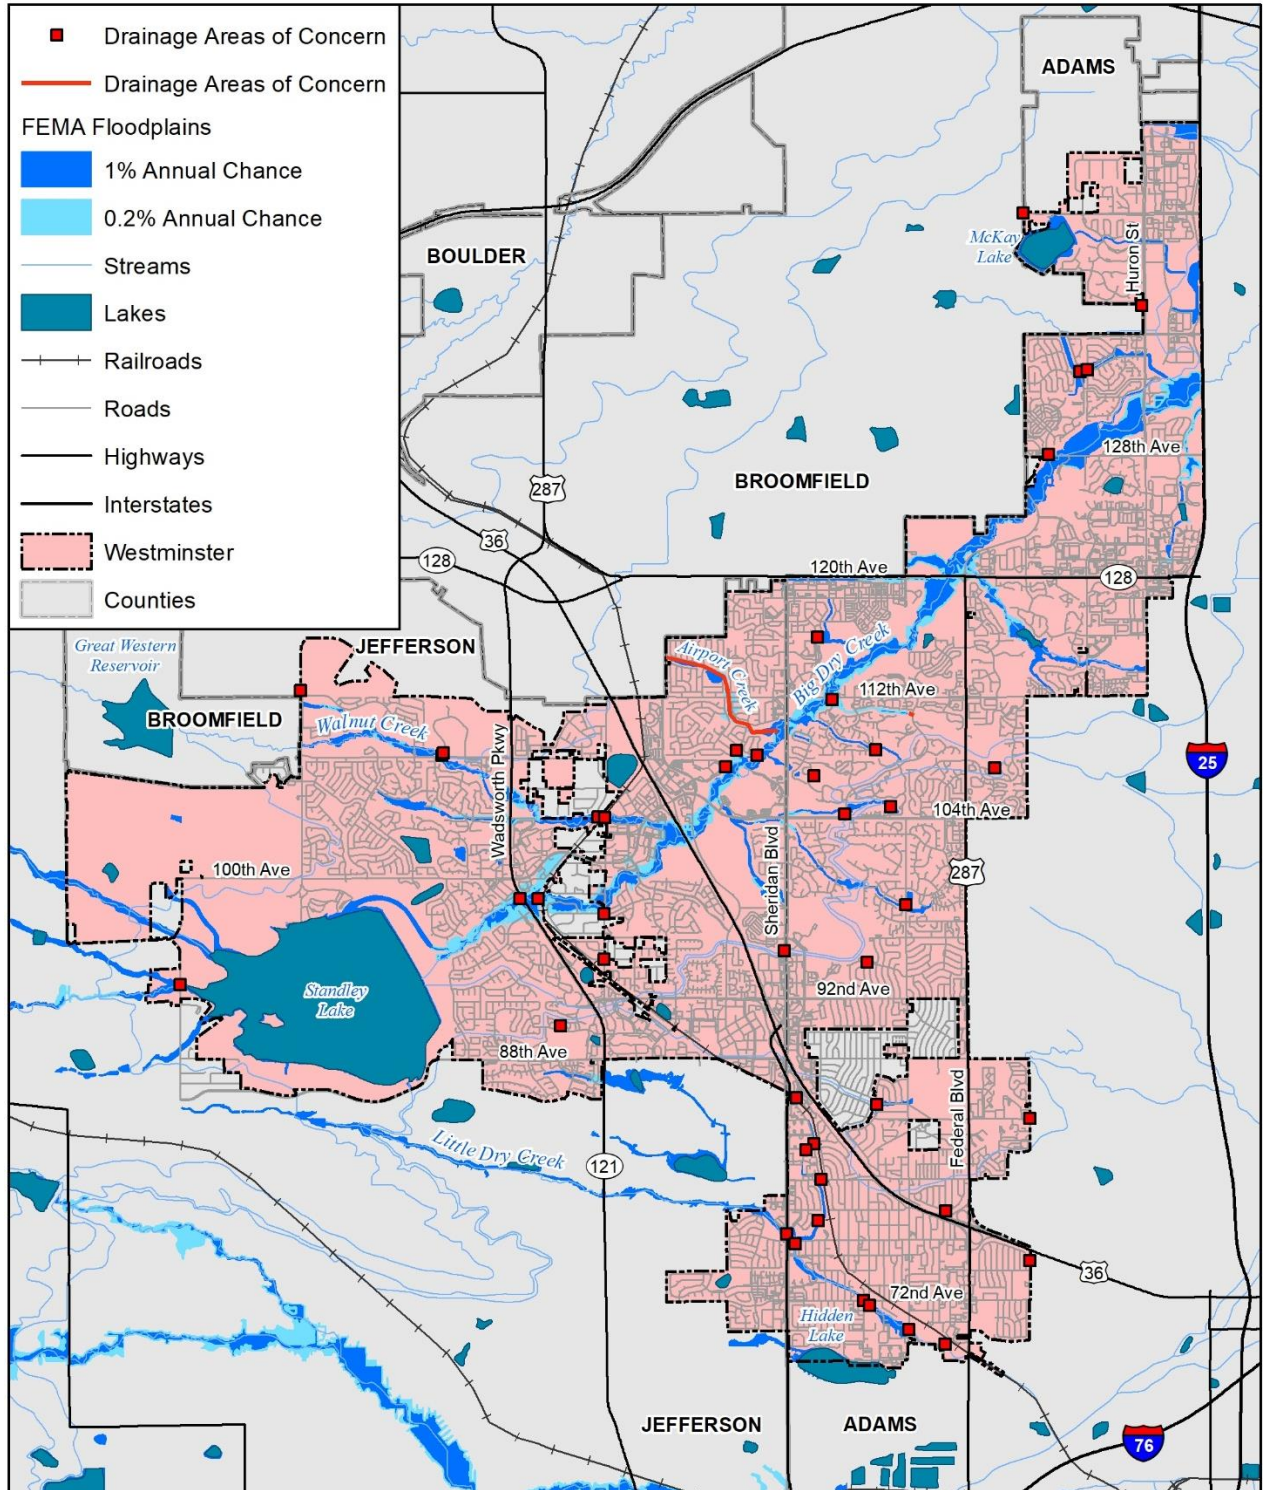 Drainage Areas of Concern
Drainage Areas of Concern
FEMA Floodplains
1% Annual Chance
0.2% Annual Chance
Streams
Lakes
Railroads
Roads
Highways
Interstates
Westminster
Counties
ADAMS
McKay
Lake
Huron St
BOULDER
128th Ave
BROOMFIELD
287
36
128
120th Ave
128
Great Western
Reservoir
JEFFERSON
BROOMFIELD
Walnut Creek
Wadsworth Pkwy
Airport
Creek
Big Dry Creek
112th Ave
25
104th Ave
100th Ave
Sheridan Blvd
287
Standley
Lake
92nd Ave
88th Ave
Federal Blvd
Little Dry Creek
121
36
72nd Ave
Hidden
Lake
JEFFERSON
ADAMS
76